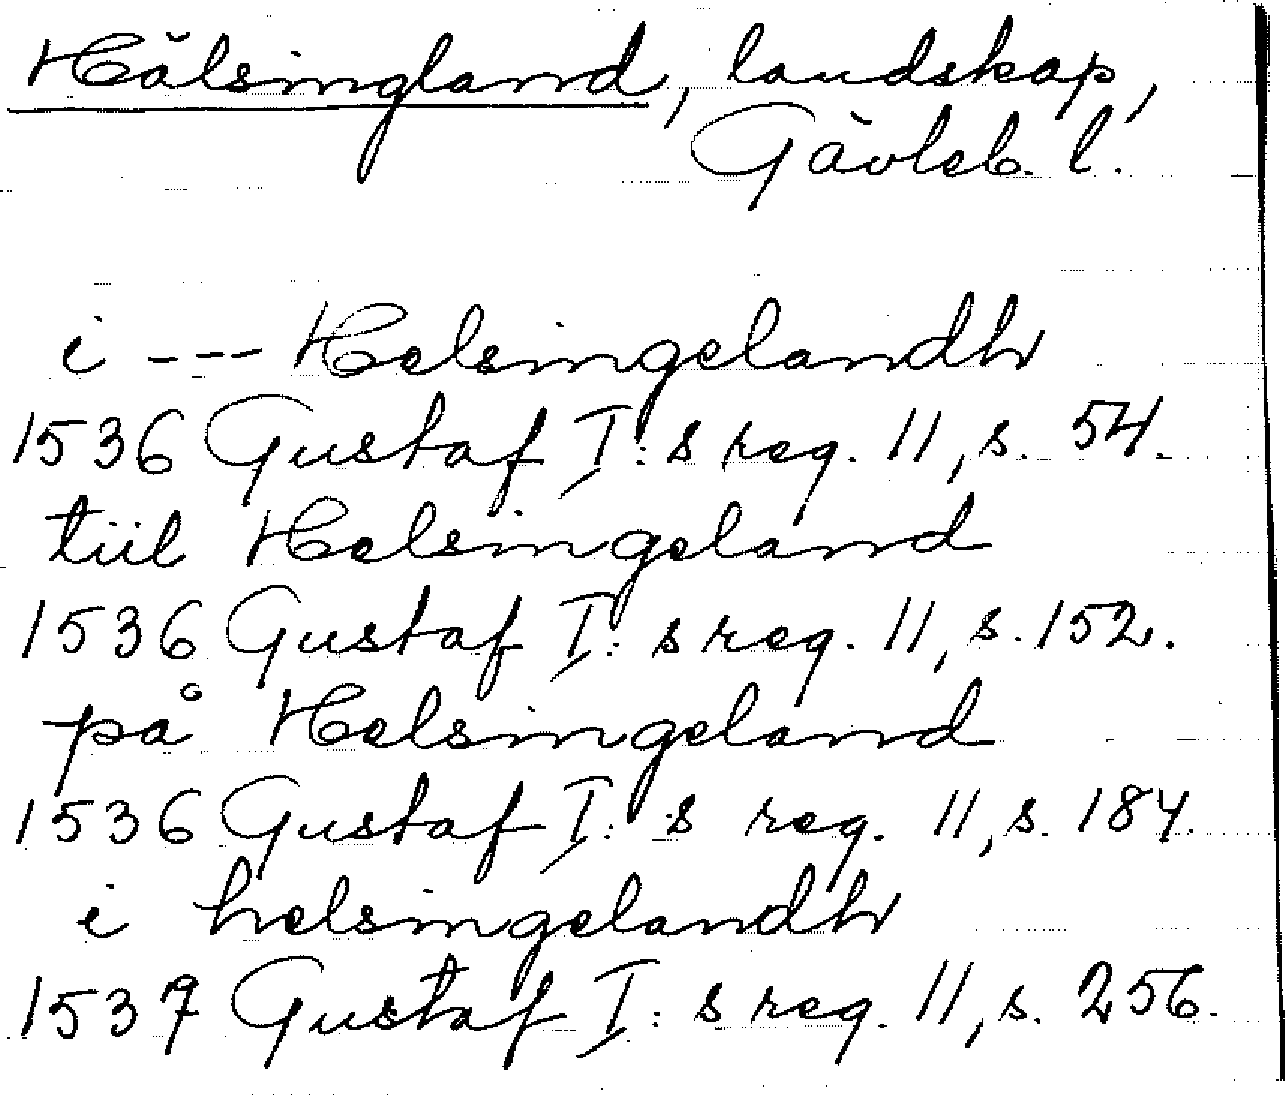 Hälsingland, landskap,
Gävleb. l.
i --- Helsingelandh
1536 Gustaf I:s reg. 11, s. 54.
tiil Helsingeland
1536 Gustaf I:s reg. 11, s. 152.
på Helsingeland
1536 Gustaf I:s reg. 11, s. 184.
i helsingelandh
1537 Gustaf I:s reg. 11, s. 256.